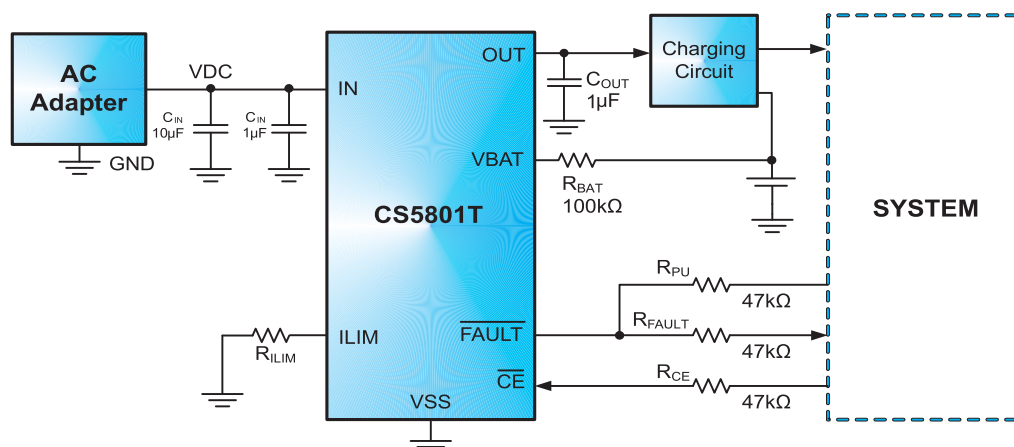 AC
Adapter
VDC
GND
CIN
10µF
CIN
1µF
IN
OUT
VBAT
CS5801T
ILIM
FAULT
CE
VSS
RILIM
COUT
1µF
Charging
Circuit
RBAT
100kΩ
RPU
47kΩ
RFAULT
47kΩ
RCE
47kΩ
SYSTEM